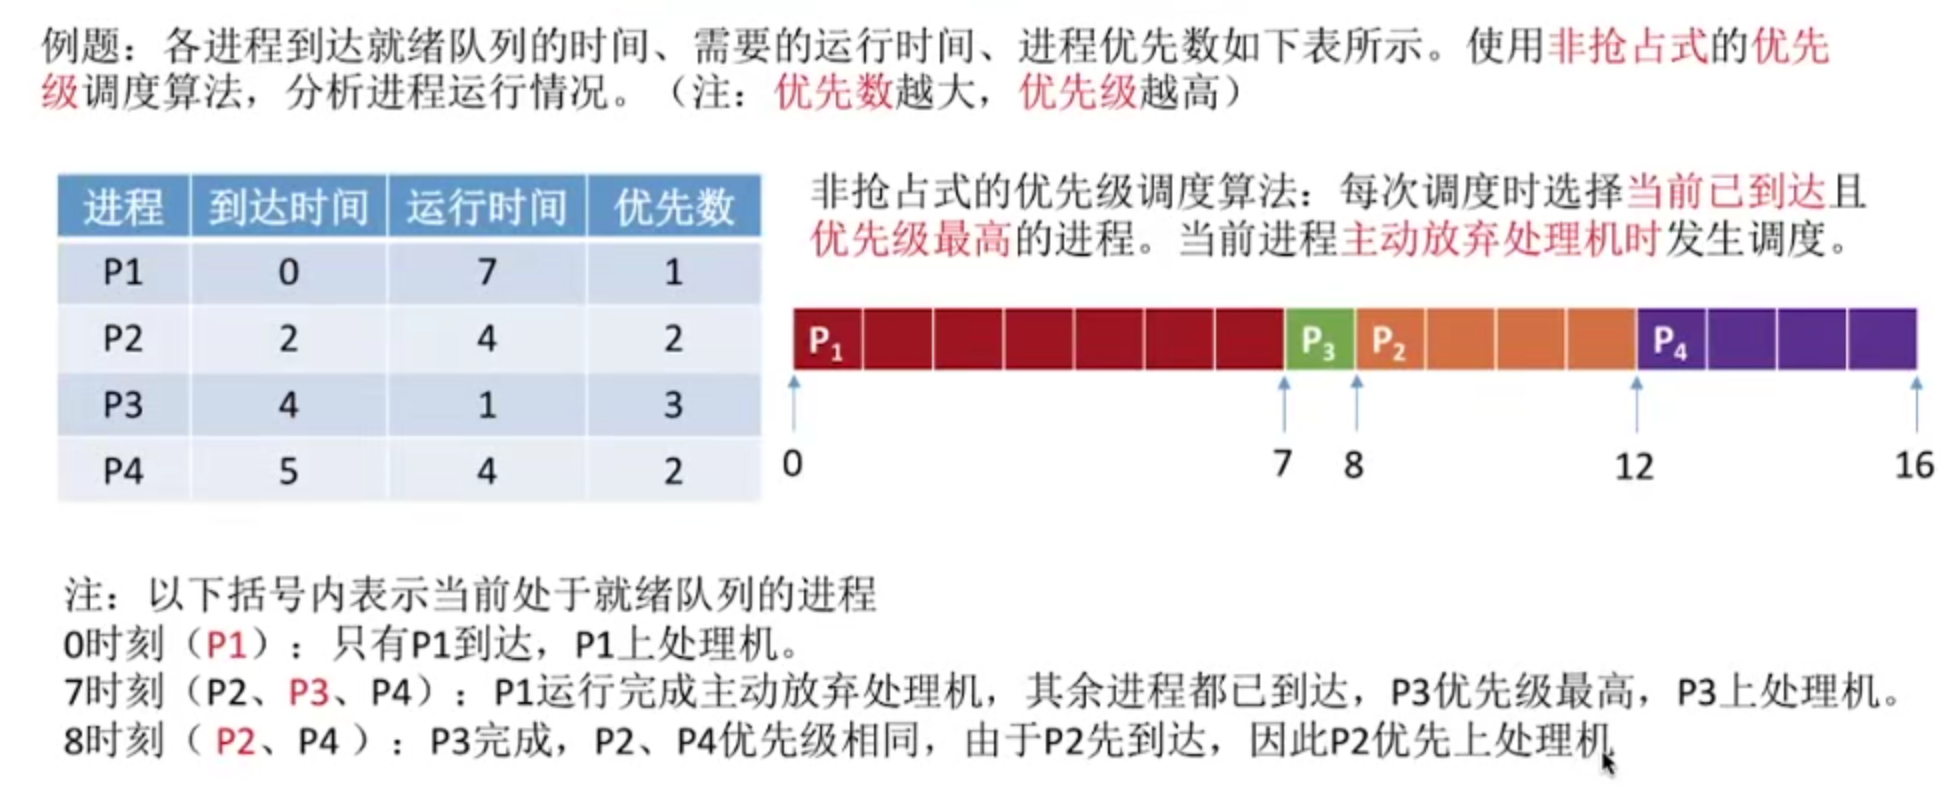 例题：各进程到达就绪队列的时间、需要的运行时间、进程优先数如下表所示。使用非抢占式的优先
级调度算法，分析进程运行情况。（注：优先数越大，优先级越高）
进程 到达时间 运行时间 优先数
P1 0 7 1
P2 2 4 2
P3 4 1 3
P4 5 4 2
非抢占式的优先级调度算法：每次调度时选择当前已到达且
优先级最高的进程。当前进程主动放弃处理机时发生调度。
P1 P3 P2 P4
0 7 8 12 16
注：以下括号内表示当前处于就绪队列的进程
0时刻（P1）：只有P1到达，P1上处理机。
7时刻（P2、P3、P4）：P1运行完成主动放弃处理机，其余进程都已到达，P3优先级最高，P3上处理机。
8时刻（P2、P4）：P3完成，P2、P4优先级相同，由于P2先到达，因此P2优先上处理机